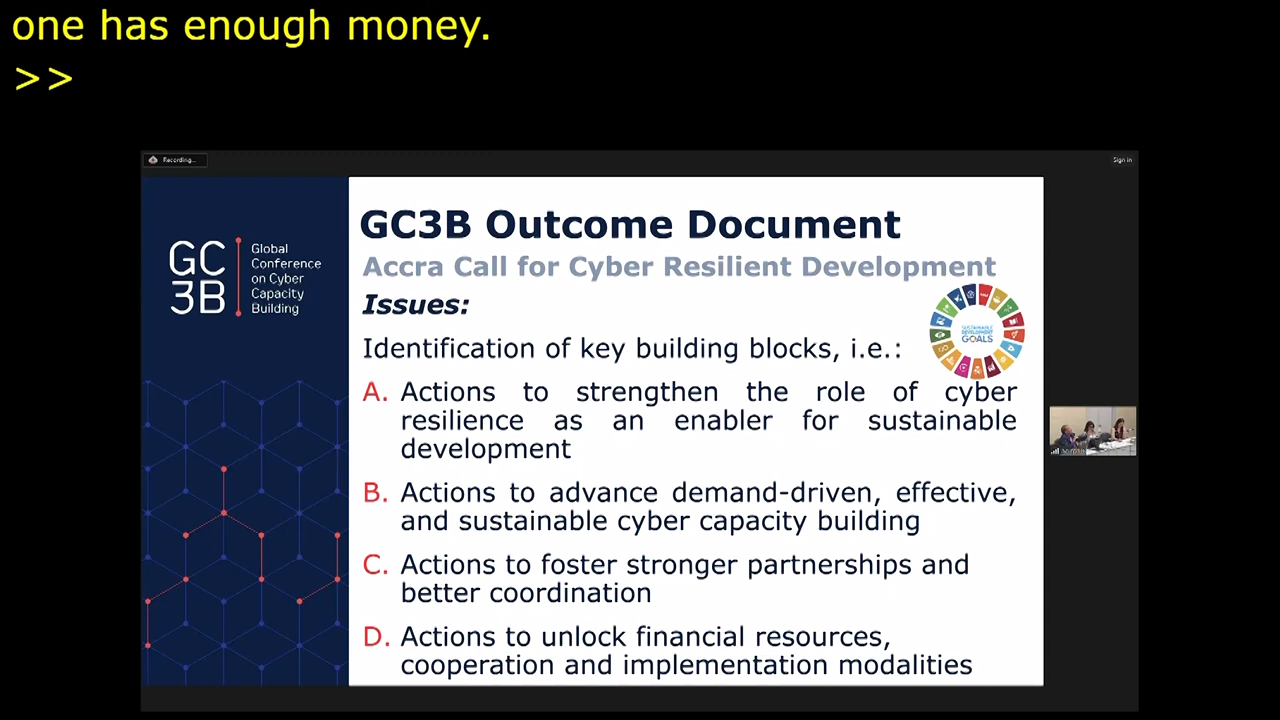 one has enough money.
>>
Recording...
Sign in
GC
3B
Global
Conference
on Cyber
Capacity
Building
GC3B Outcome Document
Accra Call for Cyber Resilient Development
Issues:
SUSTAINABLE
DEVELOPMENT
GOALS
Identification of key building blocks, i.e.:
A. Actions to strengthen the role of cyber
resilience as an enabler for sustainable
development
B. Actions to advance demand-driven, effective,
and sustainable cyber capacity building
C. Actions to foster stronger partnerships and
better coordination
D. Actions to unlock financial resources,
cooperation and implementation modalities